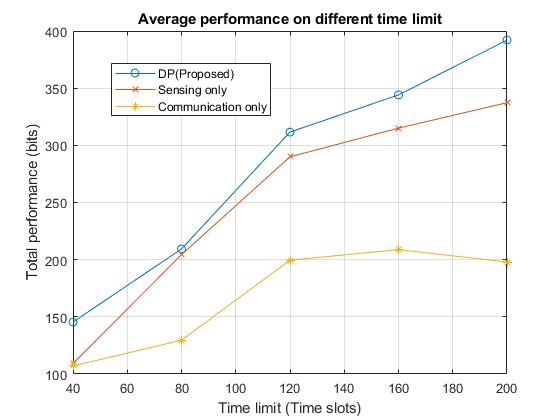 Average performance on different time limit
400
350
300
250
200
150
100
Total performance (bits)
DP(Proposed)
Sensing only
Communication only
40 60 80 100 120 140 160 180 200
Time limit (Time slots)